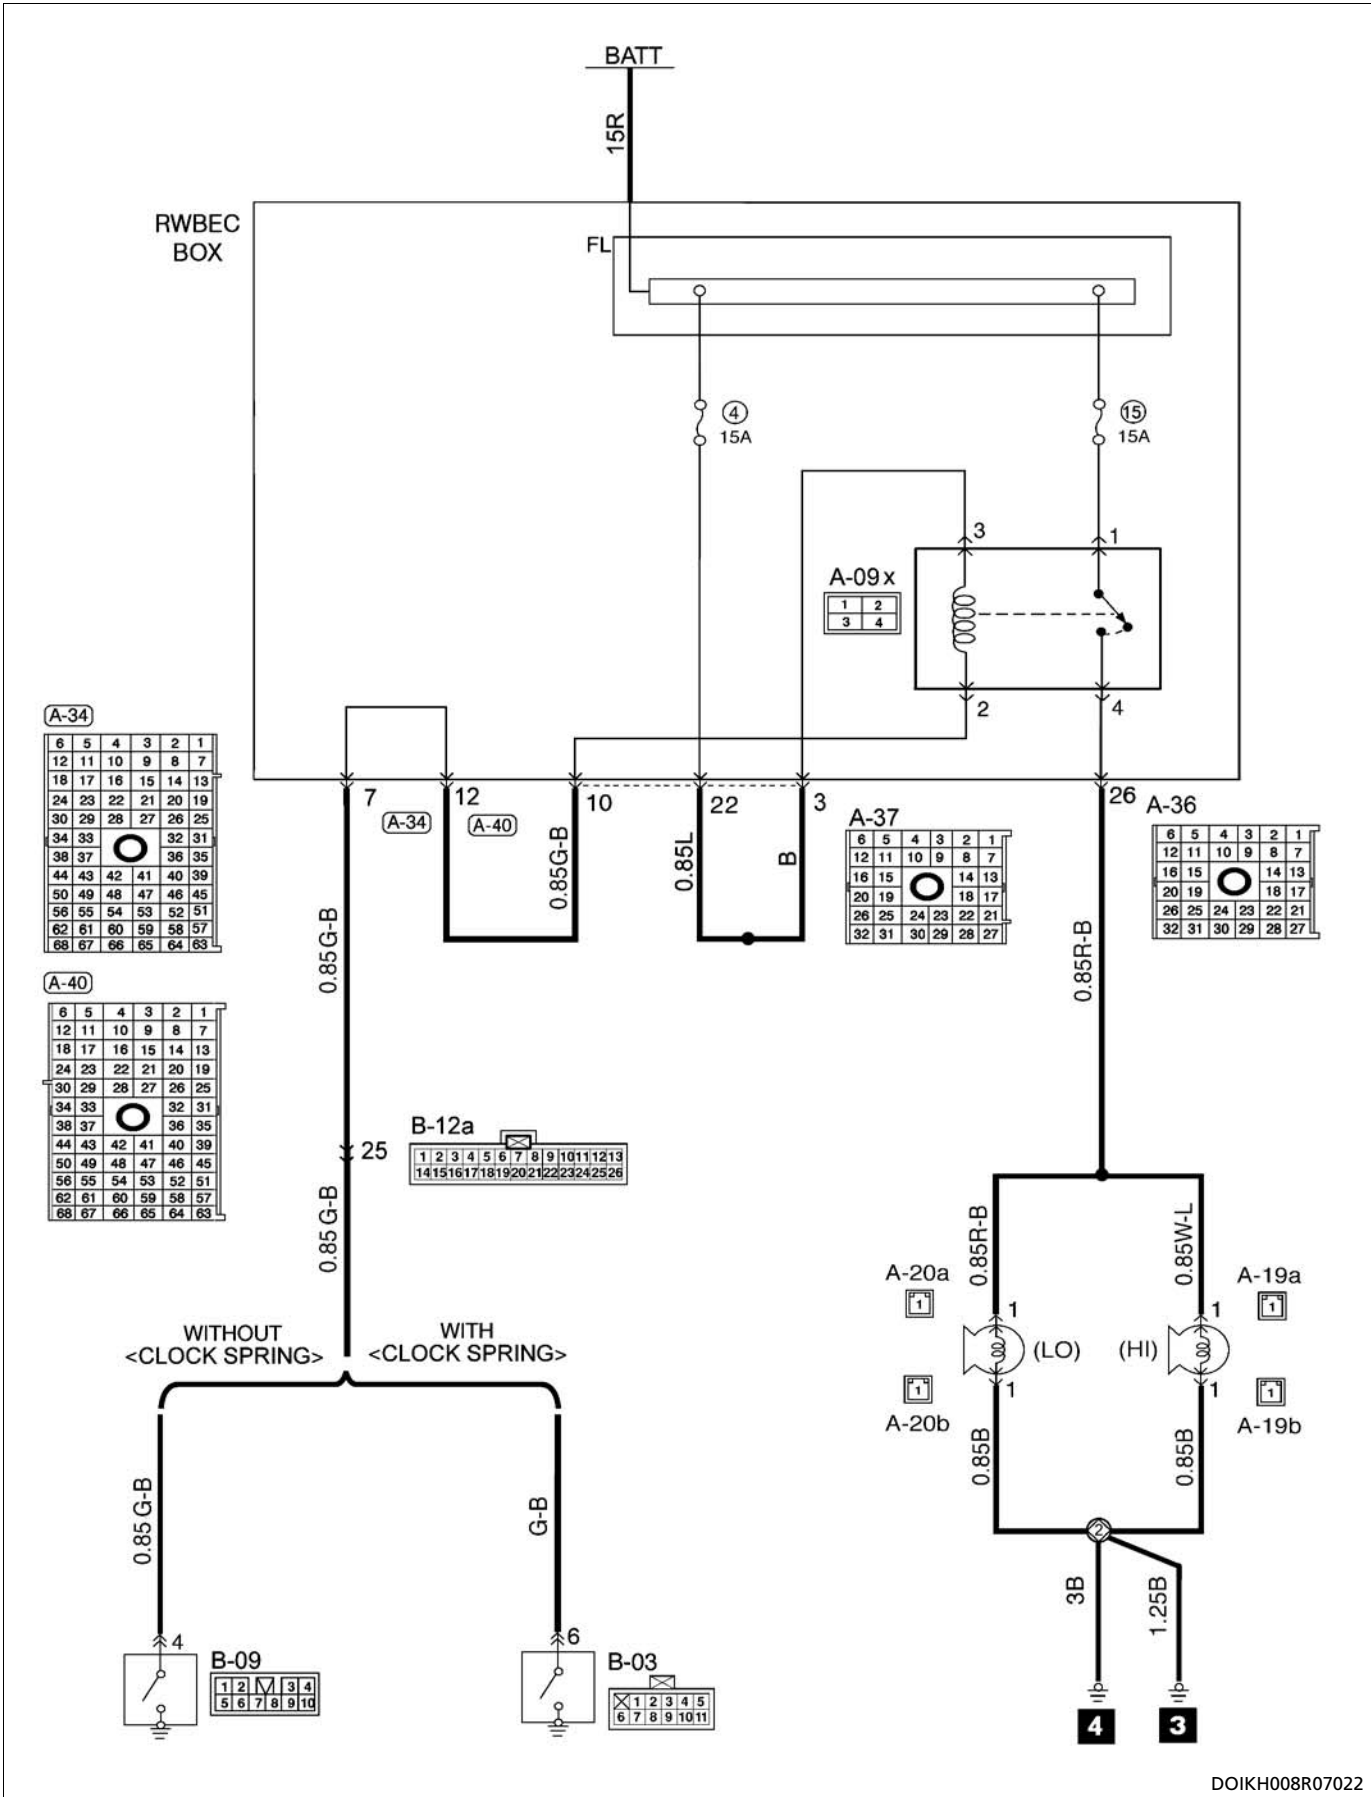 BATT
15R
RWBEC
BOX
FL
4
15A
15
15A
3
1
A-09x
1 2
3 4
2
4
A-34
6 5 4 3 2 1
12 11 10 9 8 7
18 17 16 15 14 13
24 23 22 21 20 19
30 29 28 27 26 25
34 33 32 31
38 37 36 35
44 43 42 41 40 39
50 49 48 47 46 45
56 55 54 53 52 51
62 61 60 59 58 57
68 67 66 65 64 63
7
A-34
12
A-40
10
22
3
26
A-37
6 5 4 3 2 1
12 11 10 9 8 7
16 15 14 13
20 19 18 17
26 25 24 23 22 21
32 31 30 29 28 27
A-36
6 5 4 3 2 1
12 11 10 9 8 7
16 15 14 13
20 19 18 17
26 25 24 23 22 21
32 31 30 29 28 27
0.85G-B
0.85L
B
0.85G-B
0.85R-B
A-40
6 5 4 3 2 1
12 11 10 9 8 7
18 17 16 15 14 13
24 23 22 21 20 19
30 29 28 27 26 25
34 33 32 31
38 37 36 35
44 43 42 41 40 39
50 49 48 47 46 45
56 55 54 53 52 51
62 61 60 59 58 57
68 67 66 65 64 63
25
B-12a
1 2 3 4 5 6 7 8 9 10 11 12 13
14 15 16 17 18 19 20 21 22 23 24 25 26
0.85 G-B
0.85R-B
0.85W-L
A-20a
1
1
A-19a
1
1
(LO)
(HI)
1
1
A-20b
1
1
A-19b
0.85B
0.85B
WITHOUT
<CLOCK SPRING>
WITH
<CLOCK SPRING>
0.85 G-B
G-B
2
3B
1.25B
4
B-09
1 2 3 4
5 6 7 8 9 10
6
B-03
1 2 3 4 5
6 7 8 9 10 11
4
3
DOIKH008R07022